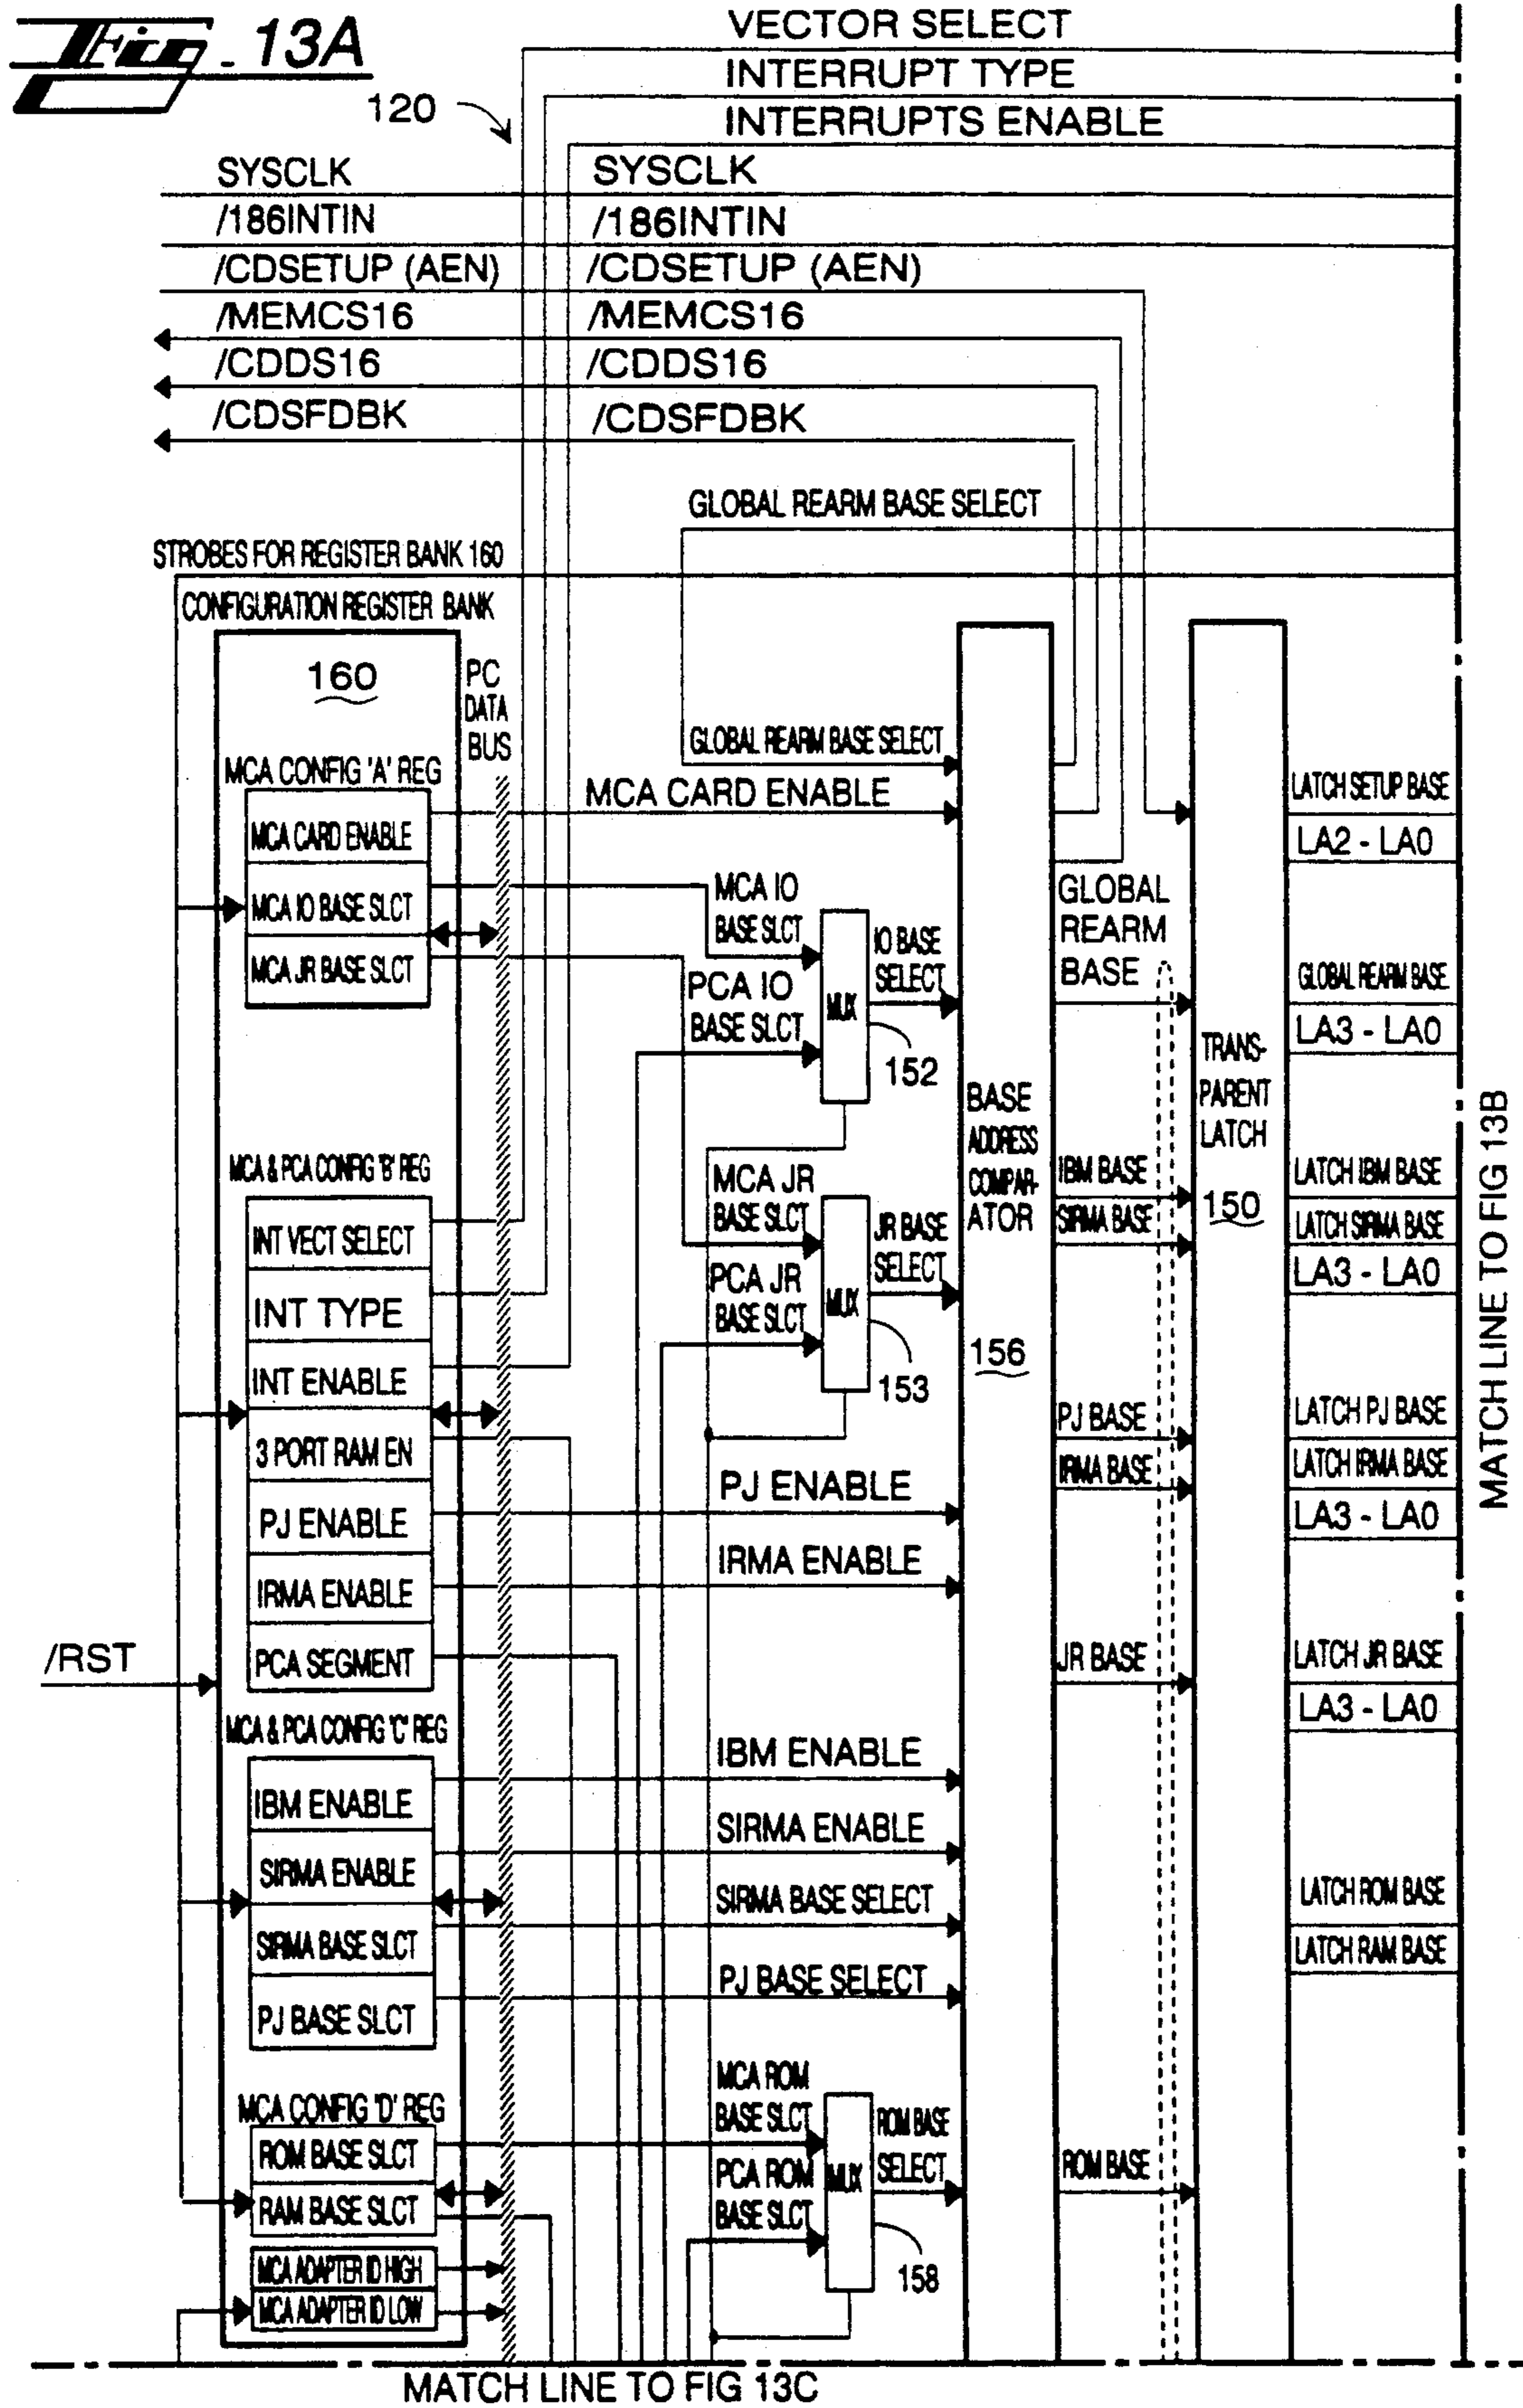 Fig. 13A
120
VECTOR SELECT
INTERRUPT TYPE
INTERRUPTS ENABLE
SYSCLK SYSCLK
/186INTIN /186INTIN
/CDSETUP (AEN) /CDSETUP (AEN)
/MEMCS16 /MEMCS16
/CDDS16 /CDDS16
/CDSFDBK /CDSFDBK
GLOBAL REARM BASE SELECT
STROBES FOR REGISTER BANK 160
CONFIGURATION REGISTER BANK
160
PC
DATA
BUS
MCA CONFIG 'A' REG
MCA CARD ENABLE
MCA IO BASE SLCT
MCA JR BASE SLCT
MCA & PCA CONFIG 'B' REG
INT VECT SELECT
INT TYPE
INT ENABLE
3 PORT RAM EN
PJ ENABLE
IRMA ENABLE
PCA SEGMENT
/RST
MCA & PCA CONFIG 'C' REG
IBM ENABLE
SIRMA ENABLE
SIRMA BASE SLCT
PJ BASE SLCT
MCA CONFIG 'D' REG
ROM BASE SLCT
RAM BASE SLCT
MCA ADAPTER ID HIGH
MCA ADAPTER ID LOW
GLOBAL REARM BASE SELECT
MCA CARD ENABLE
MCA IO
BASE SLCT
PCA IO
BASE SLCT
MUX
152
IO BASE
SELECT
MCA JR
BASE SLCT
PCA JR
BASE SLCT
MUX
153
JR BASE
SELECT
PJ ENABLE
IRMA ENABLE
IBM ENABLE
SIRMA ENABLE
SIRMA BASE SELECT
PJ BASE SELECT
MCA ROM
BASE SLCT
PCA ROM
BASE SLCT
MUX
158
ROM BASE
SELECT
BASE
ADDRESS
COMPAR-
ATOR
156
GLOBAL
REARM
BASE
IBM BASE
SIRMA BASE
PJ BASE
IRMA BASE
JR BASE
ROM BASE
TRANS-
PARENT
LATCH
150
LATCH SETUP BASE
LA2 - LA0
GLOBAL REARM BASE
LA3 - LA0
LATCH IBM BASE
LATCH SIRMA BASE
LA3 - LA0
LATCH PJ BASE
LATCH IRMA BASE
LA3 - LA0
LATCH JR BASE
LA3 - LA0
LATCH ROM BASE
LATCH RAM BASE
MATCH LINE TO FIG 13B
MATCH LINE TO FIG 13C